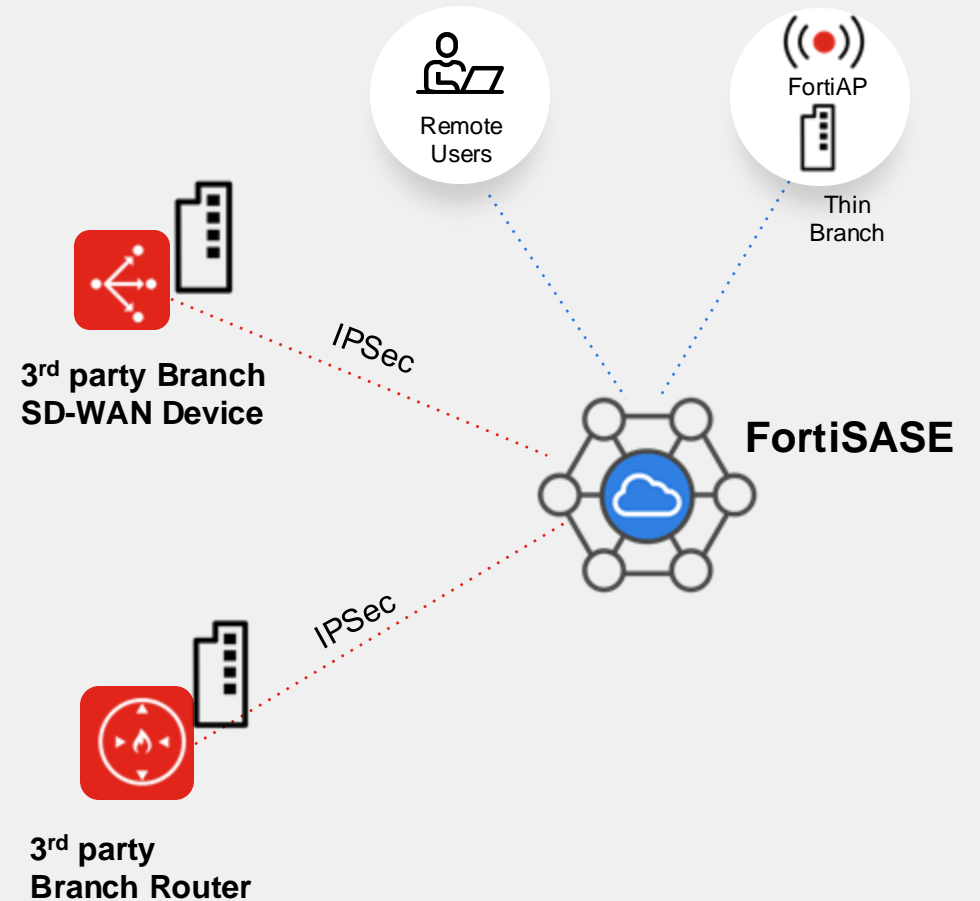 Remote
Users
FortiAP
Thin
Branch
IPSec
3rd party Branch
SD-WAN Device
FortiSASE
IPSec
3rd party
Branch Router